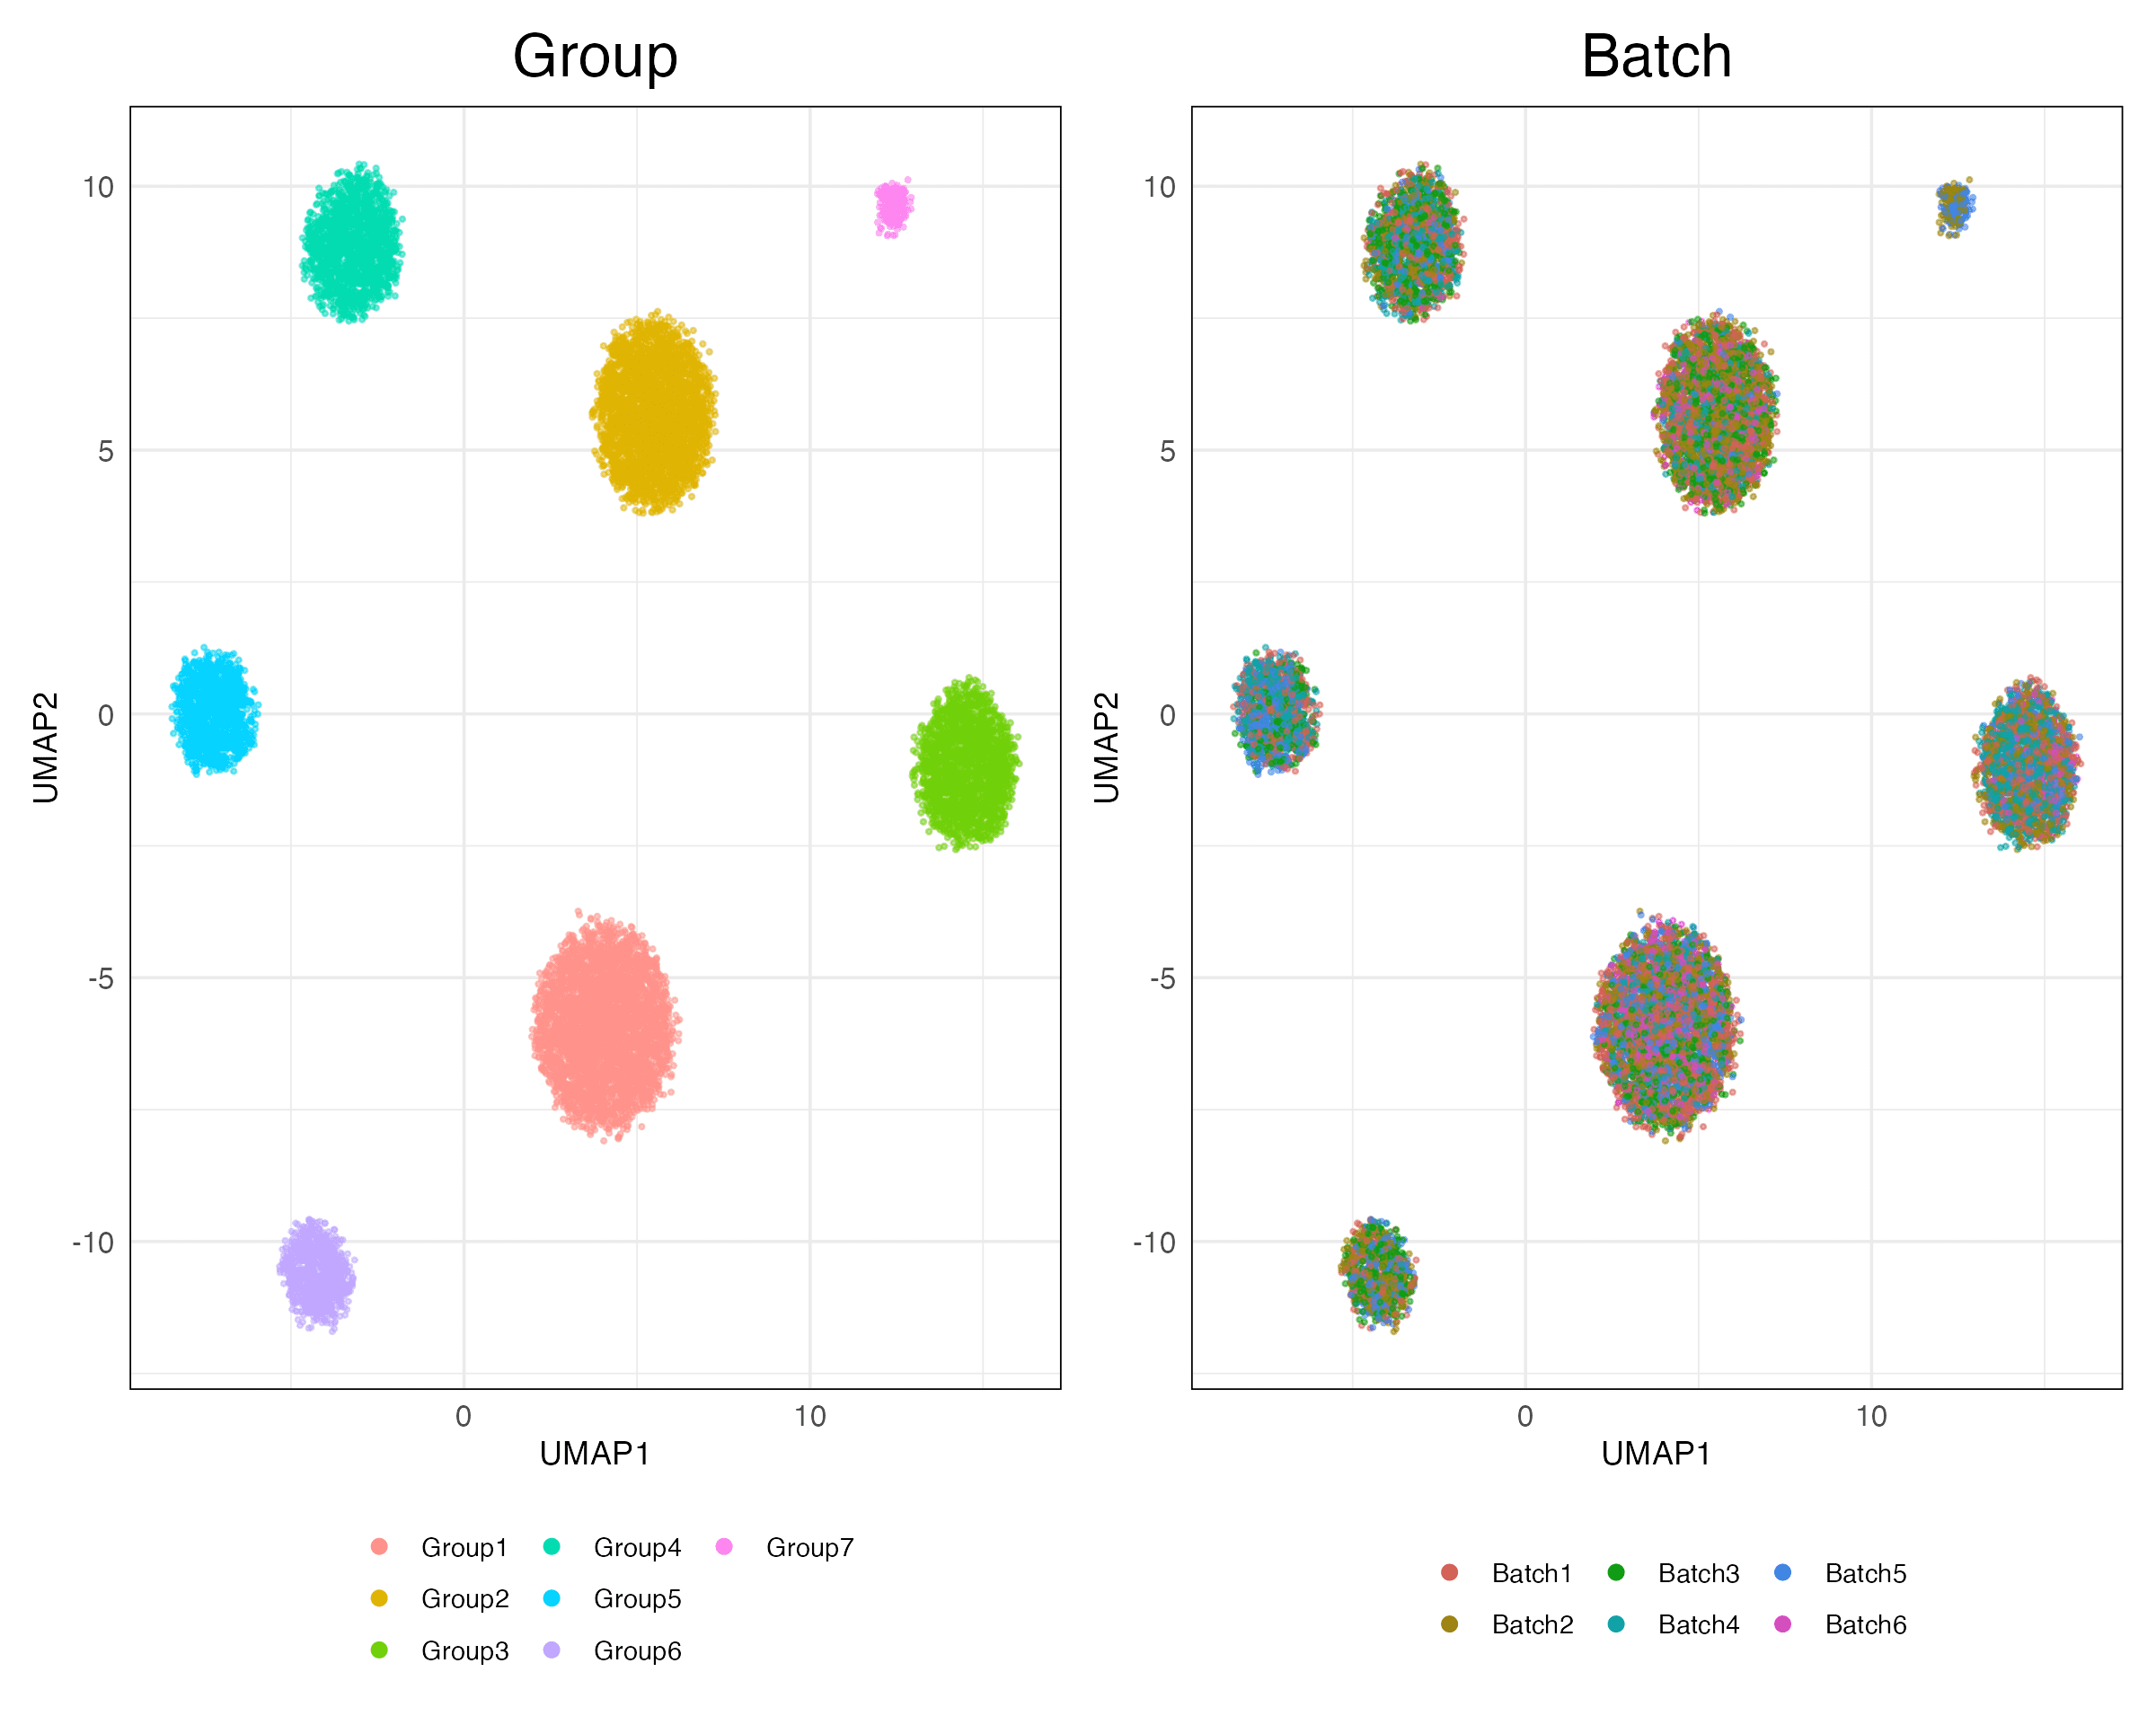 Group
Batch
10
5
0
-5
-10
UMAP2
0
10
UMAP1
10
5
0
-5
-10
UMAP2
0
10
UMAP1
Group1 Group4 Group7
Group2 Group5
Group3 Group6
Batch1 Batch3 Batch5
Batch2 Batch4 Batch6